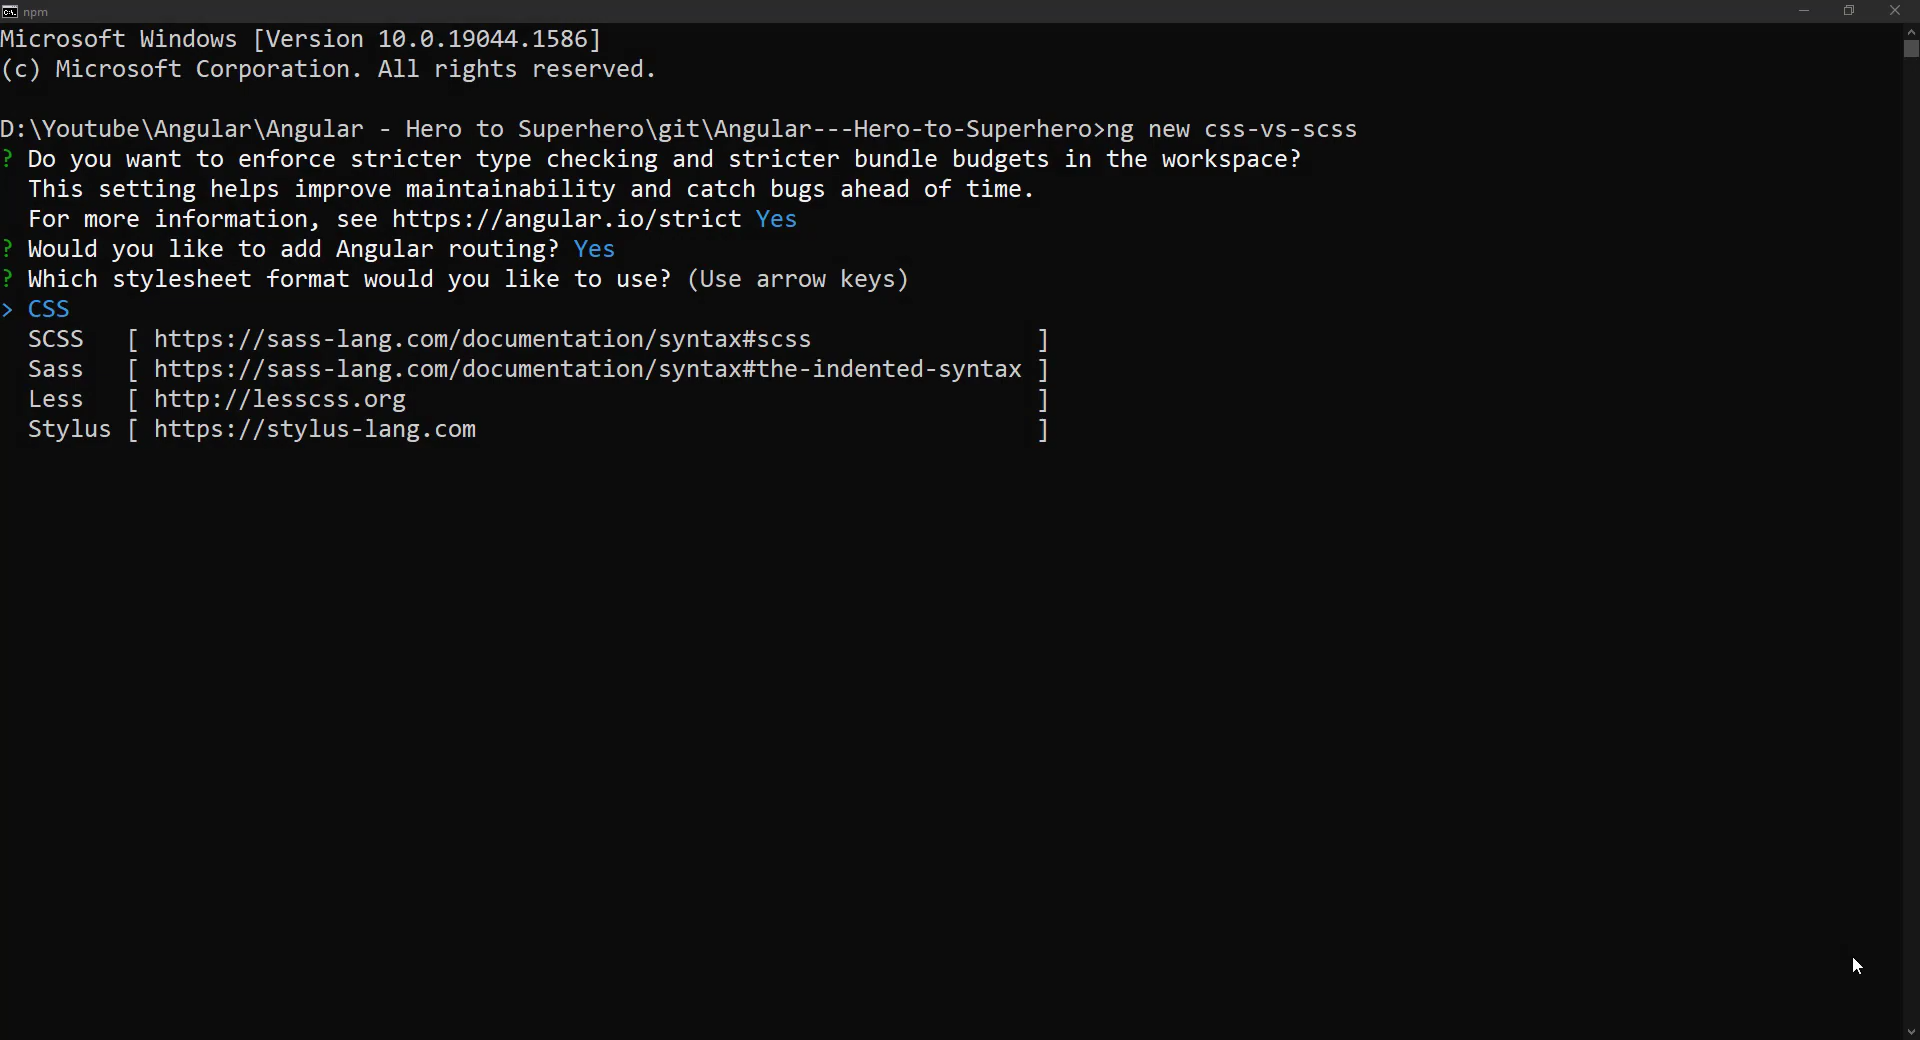 npm
Microsoft Windows [Version 10.0.19044.1586]
(c) Microsoft Corporation. All rights reserved.
D:\Youtube\Angular\Angular - Hero to Superhero\git\Angular---Hero-to-Superhero>ng new css-vs-scss
? Do you want to enforce stricter type checking and stricter bundle budgets in the workspace?
  This setting helps improve maintainability and catch bugs ahead of time.
  For more information, see https://angular.io/strict Yes
? Would you like to add Angular routing? Yes
? Which stylesheet format would you like to use? (Use arrow keys)
> CSS
  SCSS   [ https://sass-lang.com/documentation/syntax#scss                ]
  Sass   [ https://sass-lang.com/documentation/syntax#the-indented-syntax ]
  Less   [ http://lesscss.org                                             ]
  Stylus [ https://stylus-lang.com                                        ]